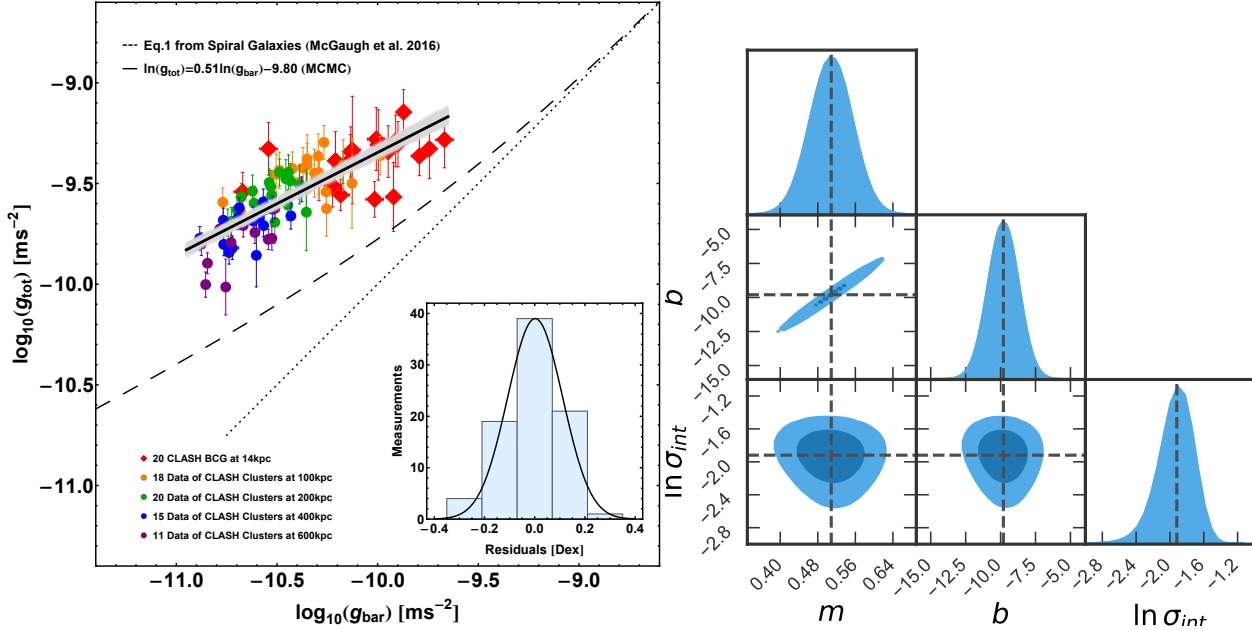 Eq.1 from Spiral Galaxies (McGaugh et al. 2016)
ln(g_tot)=0.51ln(g_bar)−9.80 (MCMC)
−9.0
−9.5
−10.0
−10.5
−11.0
log₁₀(g_tot) [ms⁻²]
20 CLASH BCG at 14kpc
18 Data of CLASH Clusters at 100kpc
20 Data of CLASH Clusters at 200kpc
15 Data of CLASH Clusters at 400kpc
11 Data of CLASH Clusters at 600kpc
40
30
20
10
0
Measurements
−0.4 −0.2 0.0 0.2 0.4
Residuals [Dex]
−11.0 −10.5 −10.0 −9.5 −9.0
log₁₀(g_bar) [ms⁻²]
−5.0
−7.5
−10.0
−12.5
−15.0
b
−1.2
−1.6
−2.0
−2.4
−2.8
ln σ_int
0.40 0.48 0.56 0.64
m
−15.0 −12.5 −10.0 −7.5 −5.0
b
−2.8 −2.4 −2.0 −1.6 −1.2
ln σ_int